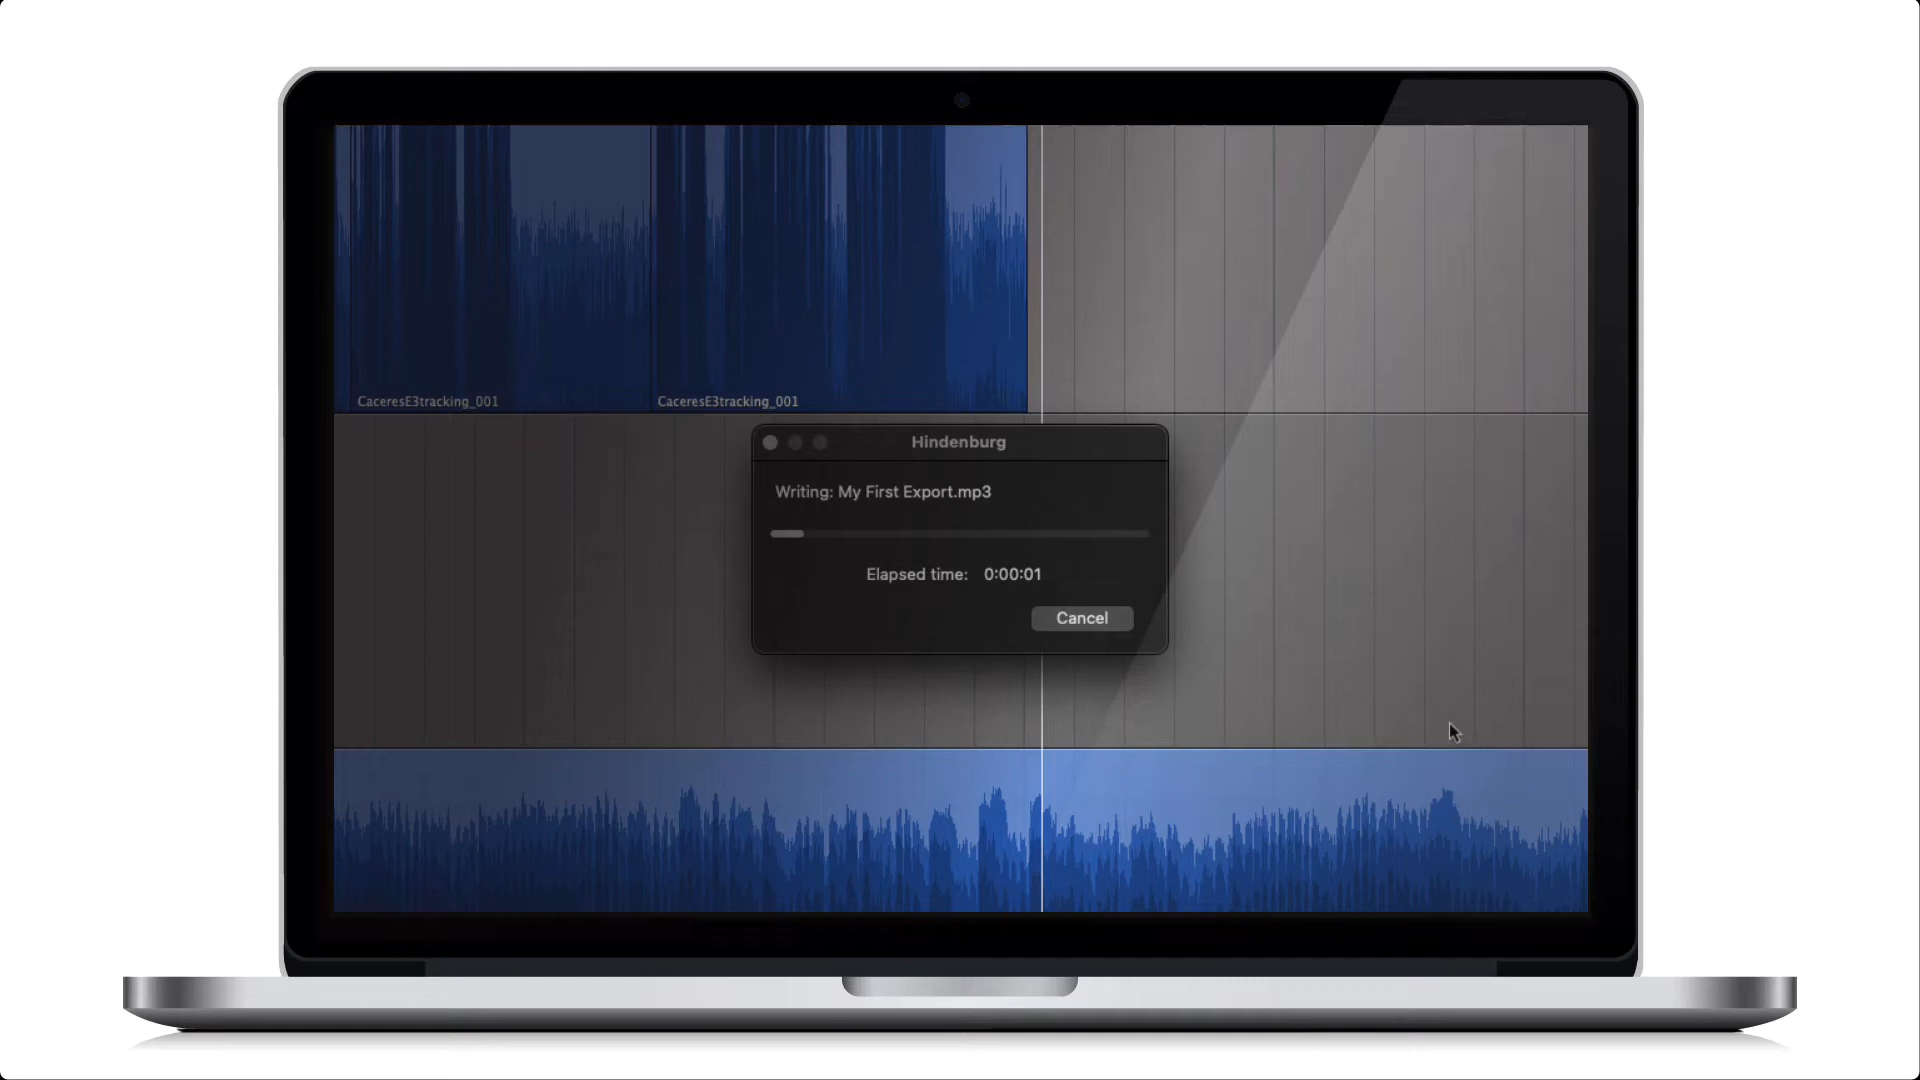 CaceresE3tracking_001
CaceresE3tracking_001
Hindenburg
Writing: My First Export.mp3
Elapsed time: 0:00:01
Cancel